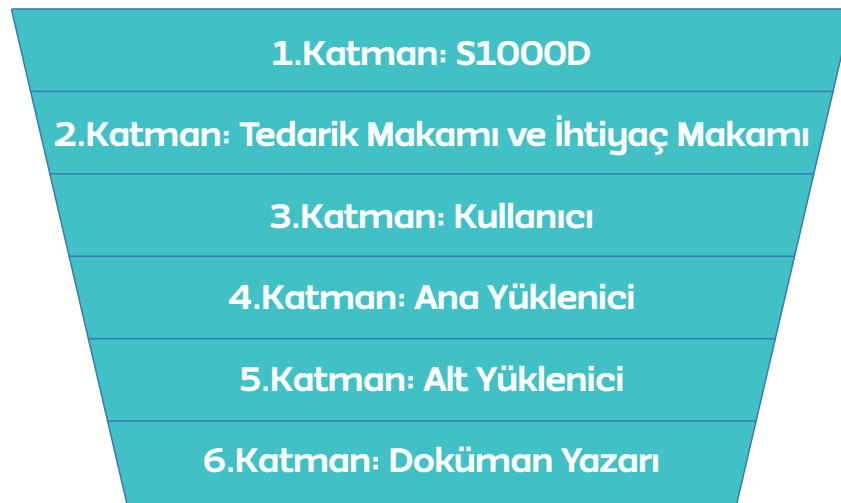 1.Katman: S1000D
2.Katman: Tedarik Makamı ve İhtiyaç Makamı
3.Katman: Kullanıcı
4.Katman: Ana Yüklenici
5.Katman: Alt Yüklenici
6.Katman: Doküman Yazarı